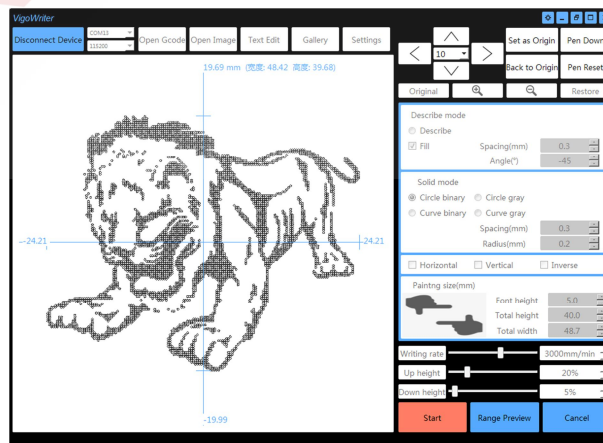 VigoWriter
Disconnect Device
COM13
115200
Open Gcode
Open Image
Text Edit
Gallery
Settings
10
Set as Origin
Pen Down
Back to Origin
Pen Reset
Original
Restore
19.69 mm (宽度: 48.42 高度: 39.68)
-24.21
24.21
-19.99
Describe mode
Describe
Fill
Spacing(mm)
0.3
Angle(°)
-45
Solid mode
Circle binary
Circle gray
Curve binary
Curve gray
Spacing(mm)
0.3
Radius(mm)
0.2
Horizontal
Vertical
Inverse
Paintng size(mm)
Font height
5.0
Total height
40.0
Total width
48.7
Writing rate
3000mm/min
Up height
20%
Down height
5%
Start
Range Preview
Cancel